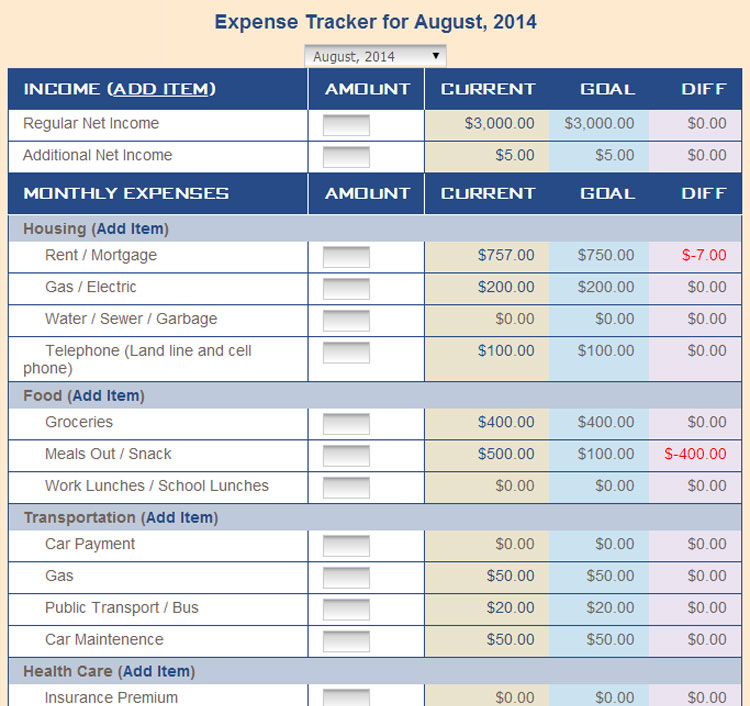 Expense Tracker for August, 2014
August, 2014
INCOME (ADD ITEM) AMOUNT CURRENT GOAL DIFF
Regular Net Income $3,000.00 $3,000.00 $0.00
Additional Net Income $5.00 $5.00 $0.00
MONTHLY EXPENSES AMOUNT CURRENT GOAL DIFF
Housing (Add Item)
Rent / Mortgage $757.00 $750.00 $-7.00
Gas / Electric $200.00 $200.00 $0.00
Water / Sewer / Garbage $0.00 $0.00 $0.00
Telephone (Land line and cell $100.00 $100.00 $0.00
phone)
Food (Add Item)
Groceries $400.00 $400.00 $0.00
Meals Out / Snack $500.00 $100.00 $-400.00
Work Lunches / School Lunches $0.00 $0.00 $0.00
Transportation (Add Item)
Car Payment $0.00 $0.00 $0.00
Gas $50.00 $50.00 $0.00
Public Transport / Bus $20.00 $20.00 $0.00
Car Maintenence $50.00 $50.00 $0.00
Health Care (Add Item)
Insurance Premium $0.00 $0.00 $0.00